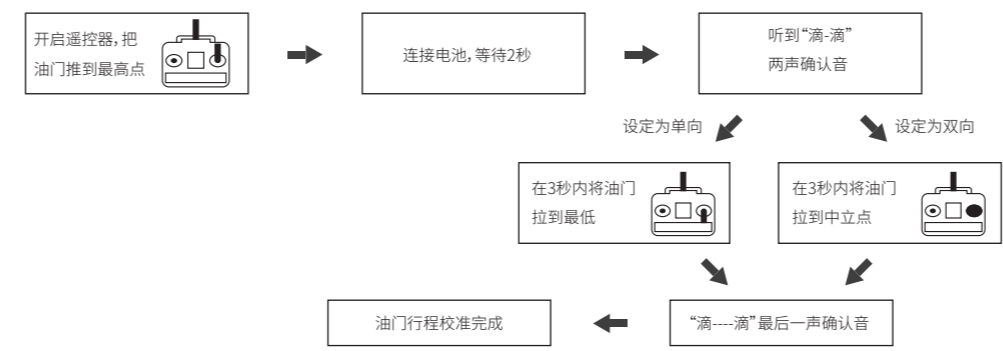 开启遥控器,把
油门推到最高点
连接电池,等待2秒
听到“滴-滴”
两声确认音
设定为单向
设定为双向
在3秒内将油门
拉到最低
在3秒内将油门
拉到中立点
“滴----滴”最后一声确认音
油门行程校准完成